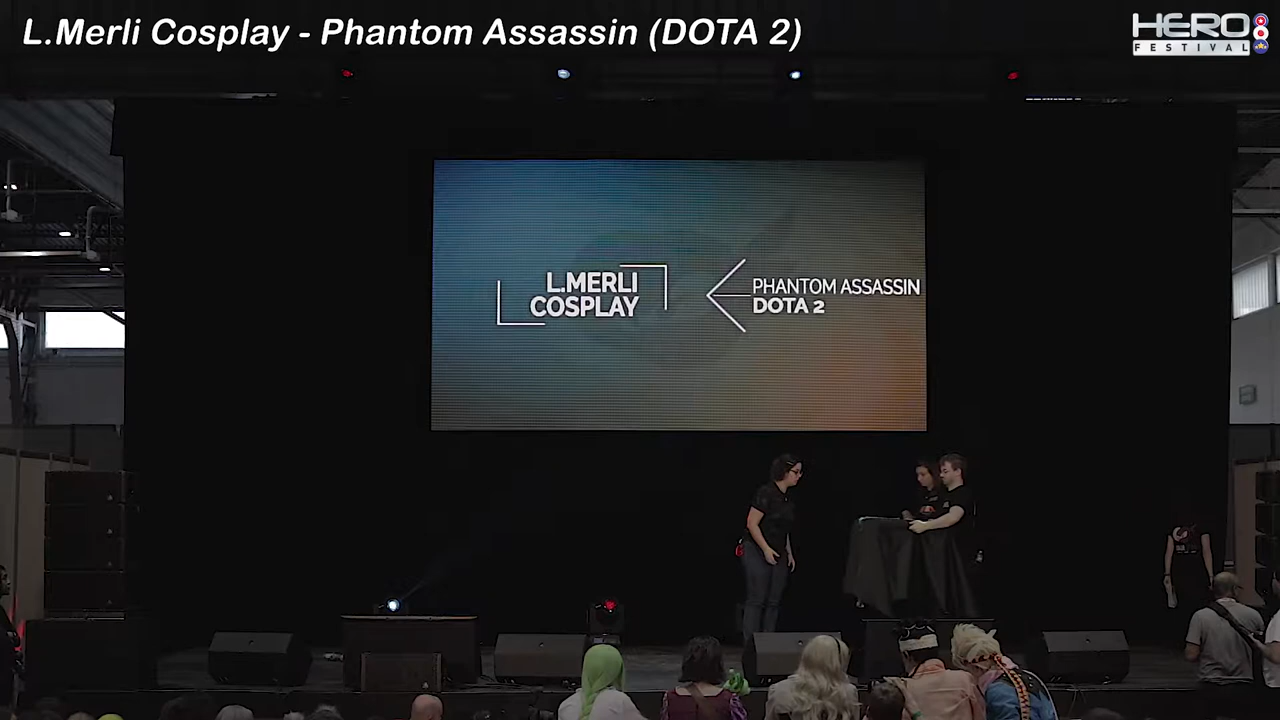 L.Merli Cosplay - Phantom Assassin (DOTA 2)
HERO
FESTIVAL
L.MERLI
COSPLAY
PHANTOM ASSASSIN
DOTA 2